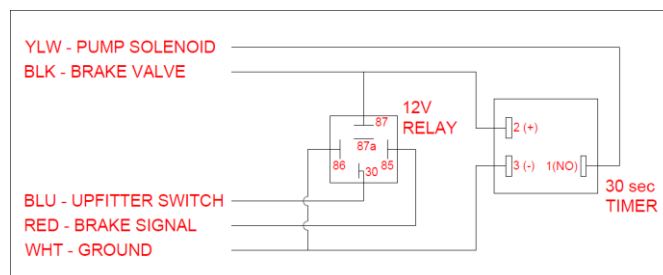 YLW - PUMP SOLENOID
BLK - BRAKE VALVE
12V
RELAY
87
87a
86
85
30
2 (+)
3 (-)
1(NO)
30 sec
TIMER
BLU - UPFITTER SWITCH
RED - BRAKE SIGNAL
WHT - GROUND